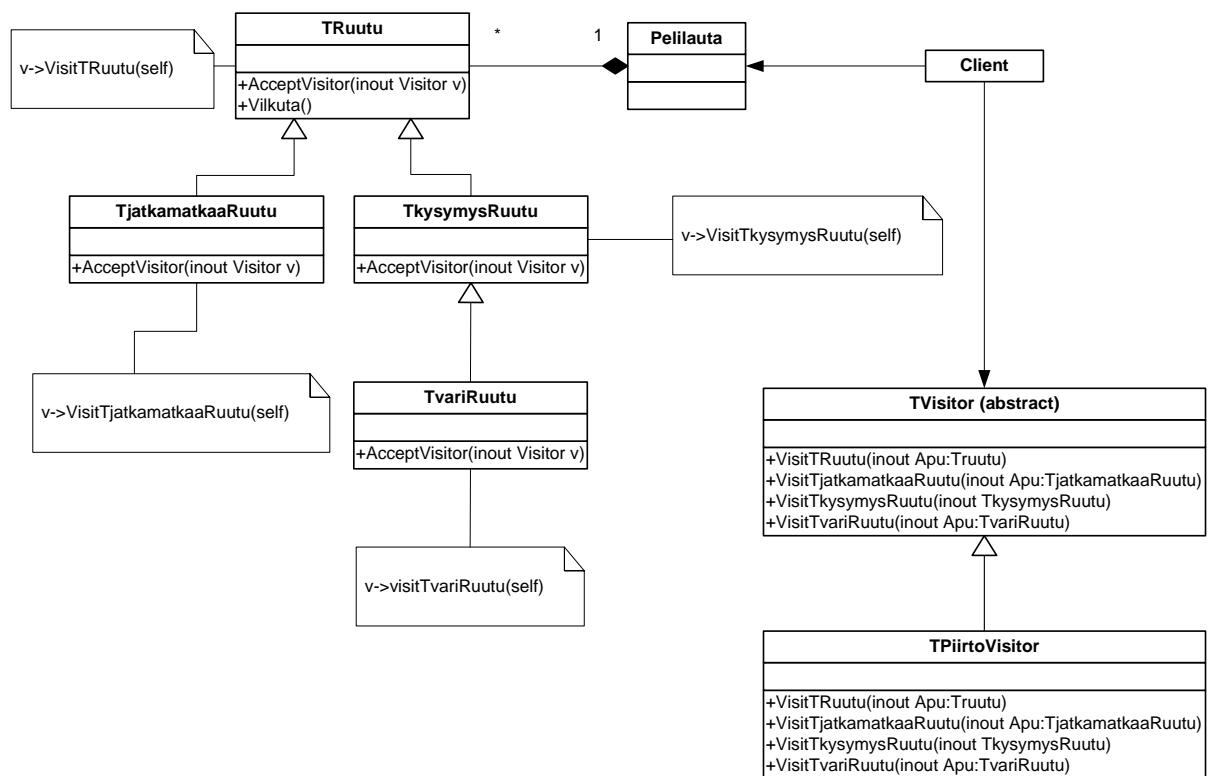 TRuutu
+AcceptVisitor(inout Visitor v)
+Vilkuta()
v->VisitTRuutu(self)
*
1
Pelilauta
Client
TjatkamatkaaRuutu
+AcceptVisitor(inout Visitor v)
TkysymysRuutu
+AcceptVisitor(inout Visitor v)
v->VisitTkysymysRuutu(self)
v->VisitTjatkamatkaaRuutu(self)
TvariRuutu
+AcceptVisitor(inout Visitor v)
v->visitTvariRuutu(self)
TVisitor (abstract)
+VisitTRuutu(inout Apu:Truutu)
+VisitTjatkamatkaaRuutu(inout Apu:TjatkamatkaaRuutu)
+VisitTkysymysRuutu(inout TkysymysRuutu)
+VisitTvariRuutu(inout Apu:TvariRuutu)
TPiirtoVisitor
+VisitTRuutu(inout Apu:Truutu)
+VisitTjatkamatkaaRuutu(inout Apu:TjatkamatkaaRuutu)
+VisitTkysymysRuutu(inout TkysymysRuutu)
+VisitTvariRuutu(inout Apu:TvariRuutu)